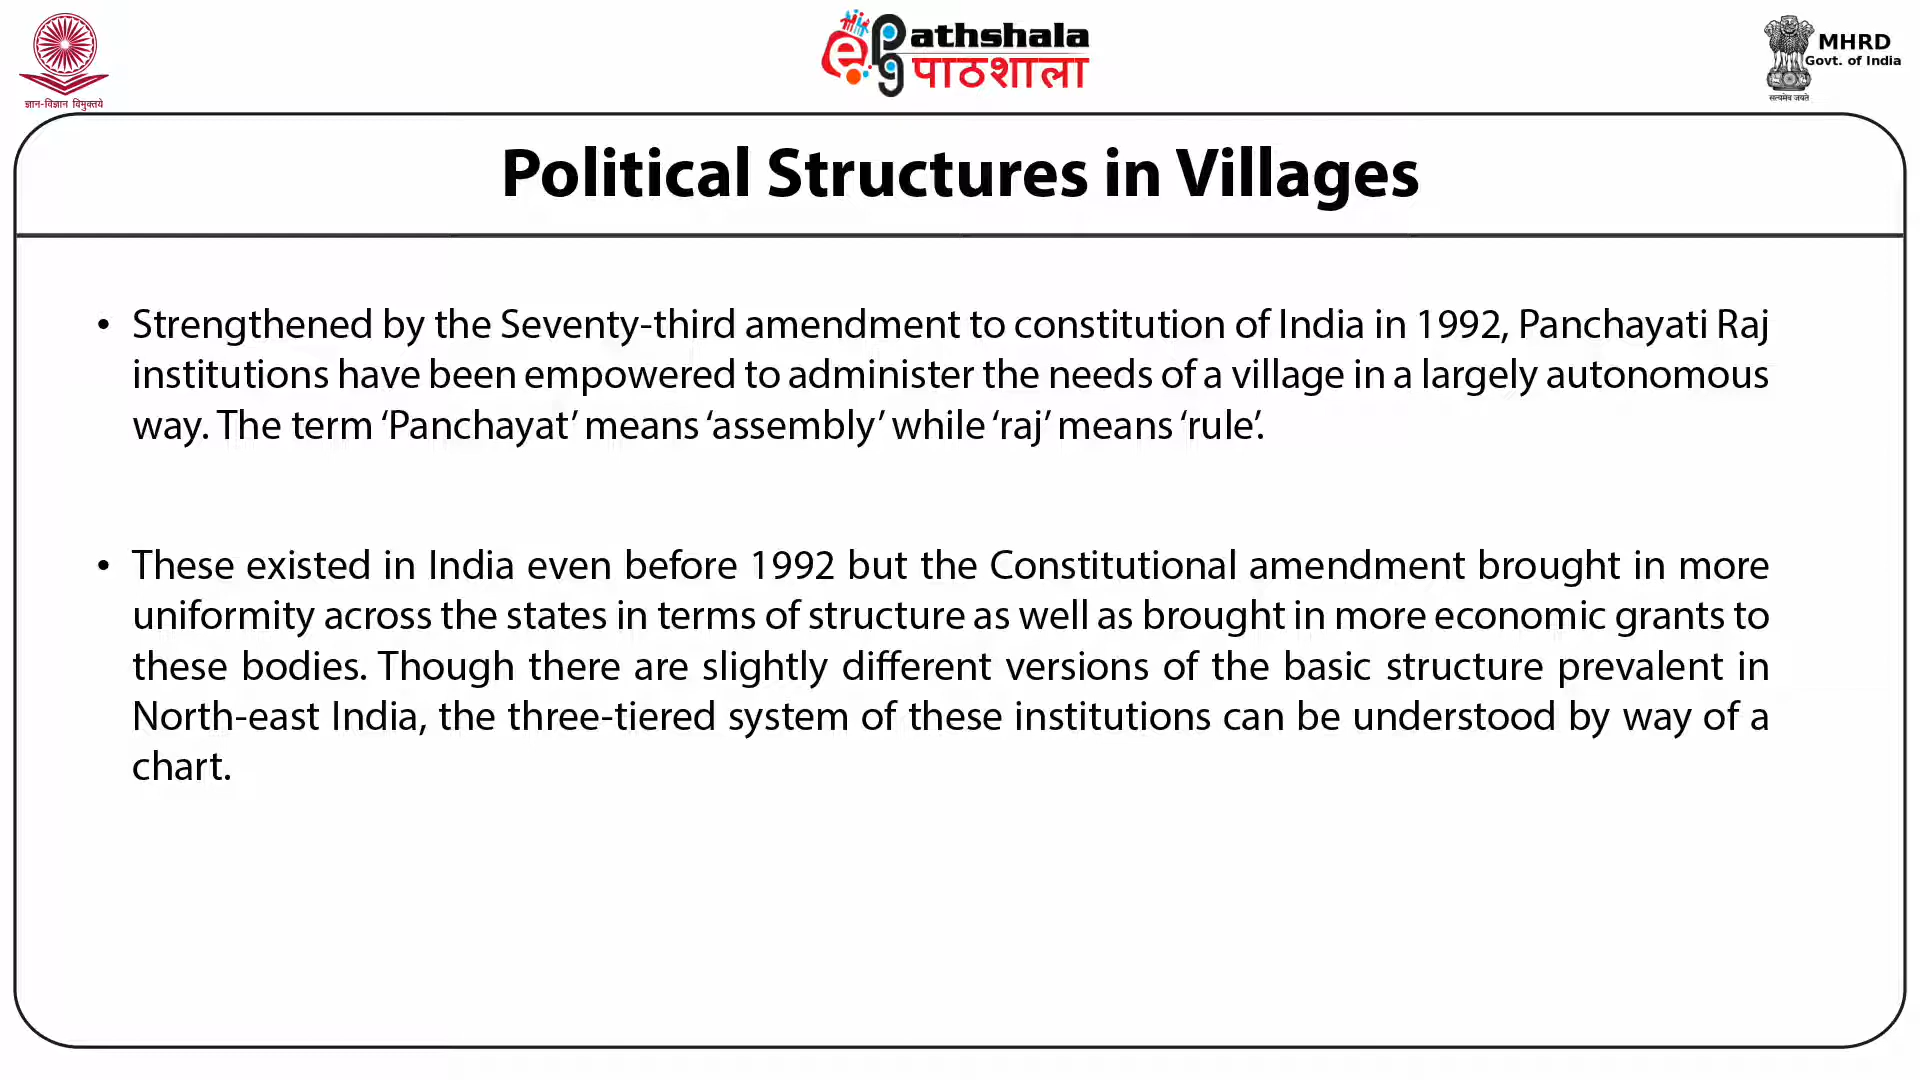 ज्ञान-विज्ञान विमुक्तये
e Pathshala
पाठशाला
MHRD
Govt. of India
सत्यमेव जयते
Political Structures in Villages
• Strengthened by the Seventy-third amendment to constitution of India in 1992, Panchayati Raj
institutions have been empowered to administer the needs of a village in a largely autonomous
way. The term ‘Panchayat’ means ‘assembly’ while ‘raj’ means ‘rule’.
• These existed in India even before 1992 but the Constitutional amendment brought in more
uniformity across the states in terms of structure as well as brought in more economic grants to
these bodies. Though there are slightly different versions of the basic structure prevalent in
North-east India, the three-tiered system of these institutions can be understood by way of a
chart.